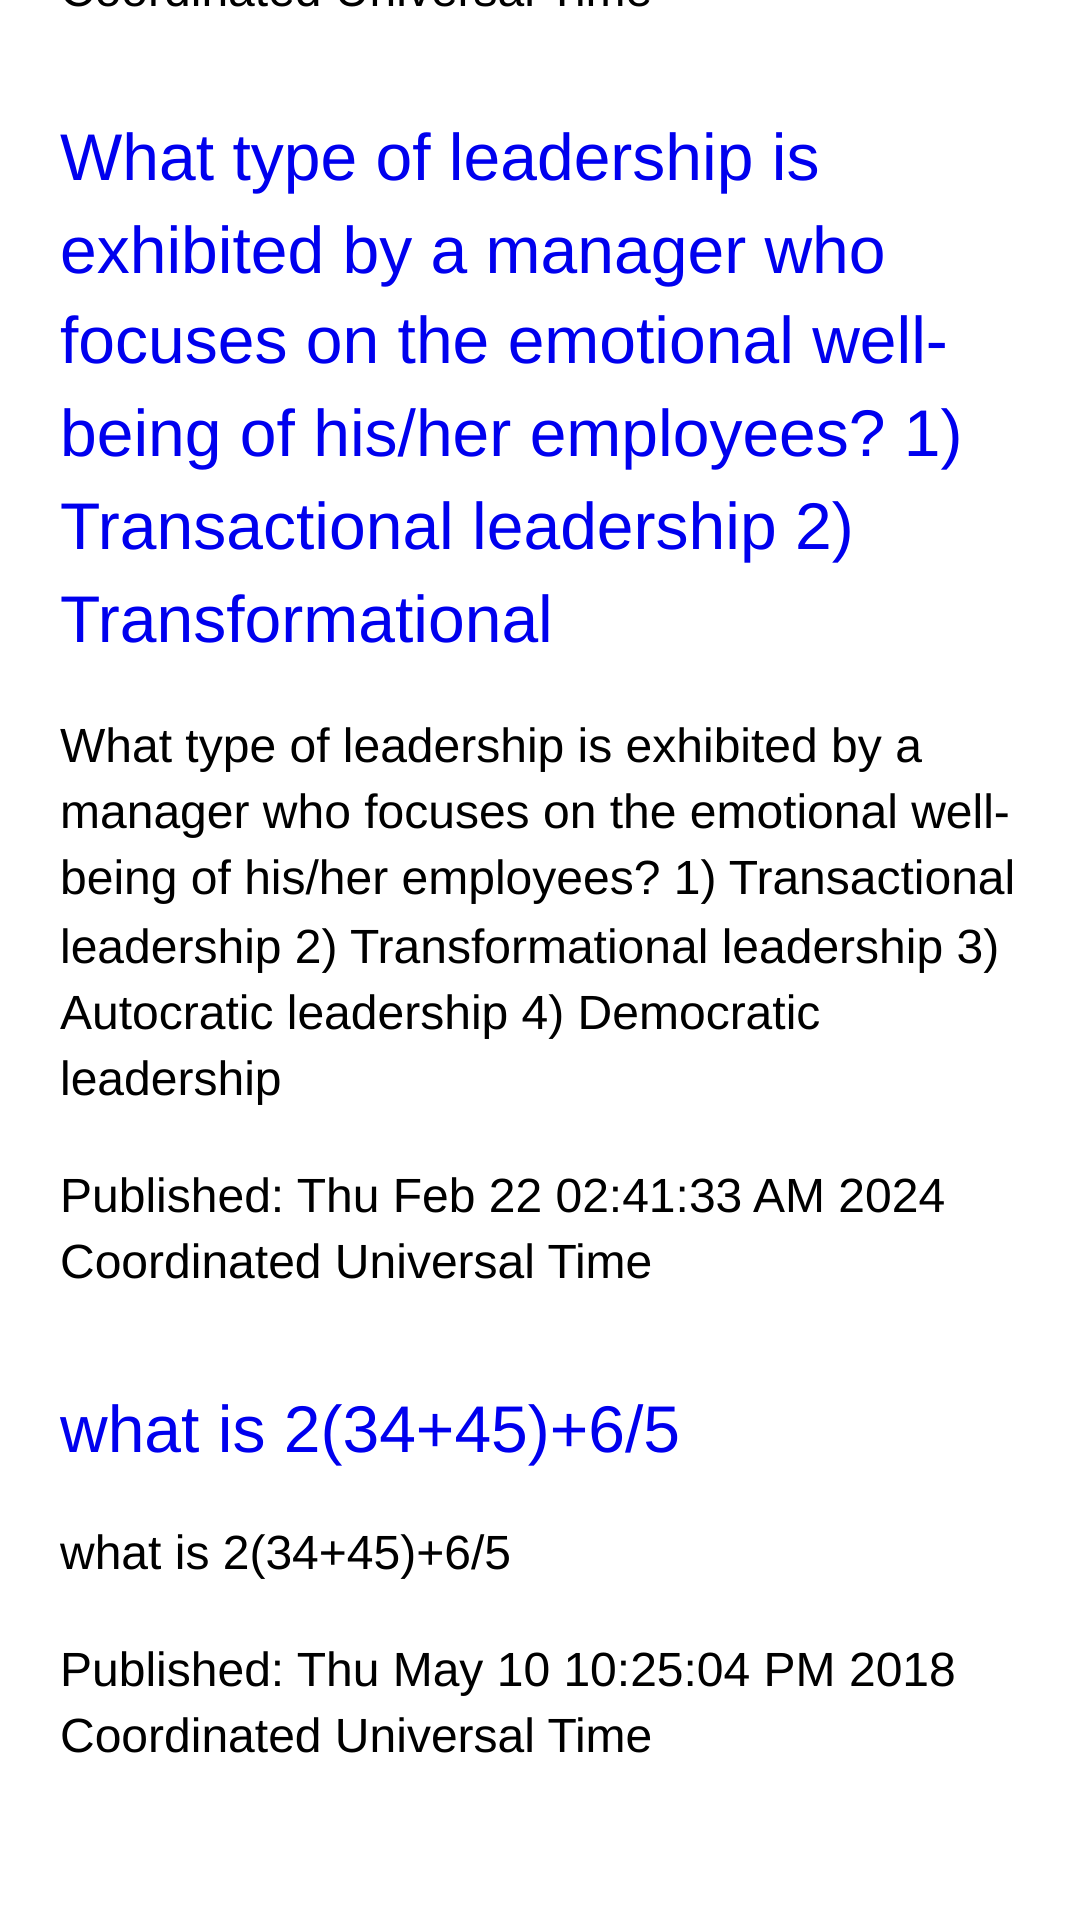 Coordinated Universal Time
What type of leadership is
exhibited by a manager who
focuses on the emotional well-
being of his/her employees? 1)
Transactional leadership 2)
Transformational
What type of leadership is exhibited by a
manager who focuses on the emotional well-
being of his/her employees? 1) Transactional
leadership 2) Transformational leadership 3)
Autocratic leadership 4) Democratic
leadership
Published: Thu Feb 22 02:41:33 AM 2024
Coordinated Universal Time
what is 2(34+45)+6/5
what is 2(34+45)+6/5
Published: Thu May 10 10:25:04 PM 2018
Coordinated Universal Time